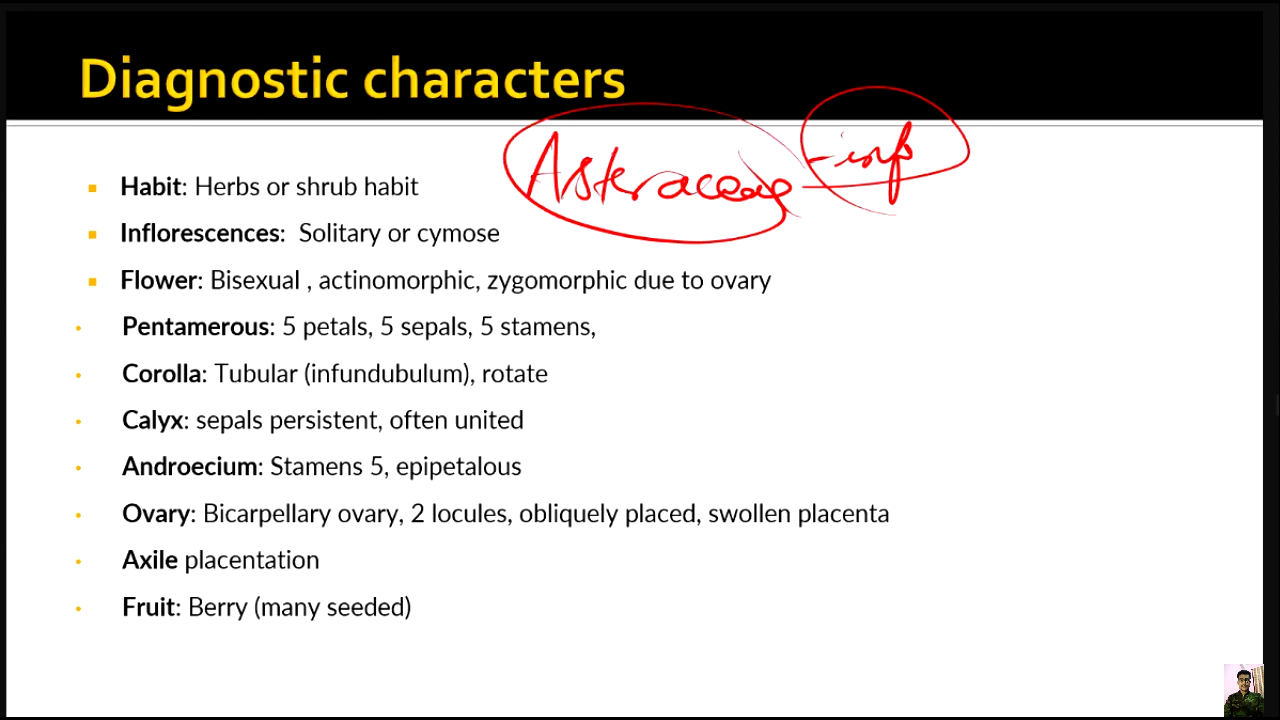 Diagnostic characters
Asteraceae - inf
Habit: Herbs or shrub habit
Inflorescences: Solitary or cymose
Flower: Bisexual , actinomorphic, zygomorphic due to ovary
Pentamerous: 5 petals, 5 sepals, 5 stamens,
Corolla: Tubular (infundubulum), rotate
Calyx: sepals persistent, often united
Androecium: Stamens 5, epipetalous
Ovary: Bicarpellary ovary, 2 locules, obliquely placed, swollen placenta
Axile placentation
Fruit: Berry (many seeded)